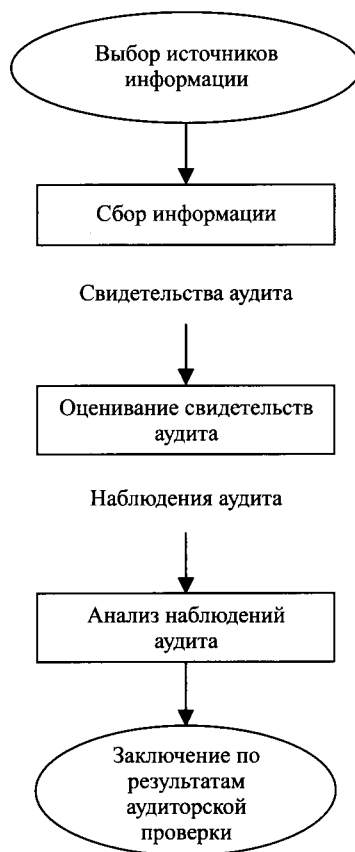 Выбор источников
информации
Сбор информации
Свидетельства аудита
Оценивание свидетельств
аудита
Наблюдения аудита
Анализ наблюдений
аудита
Заключение по
результатам
аудиторской
проверки